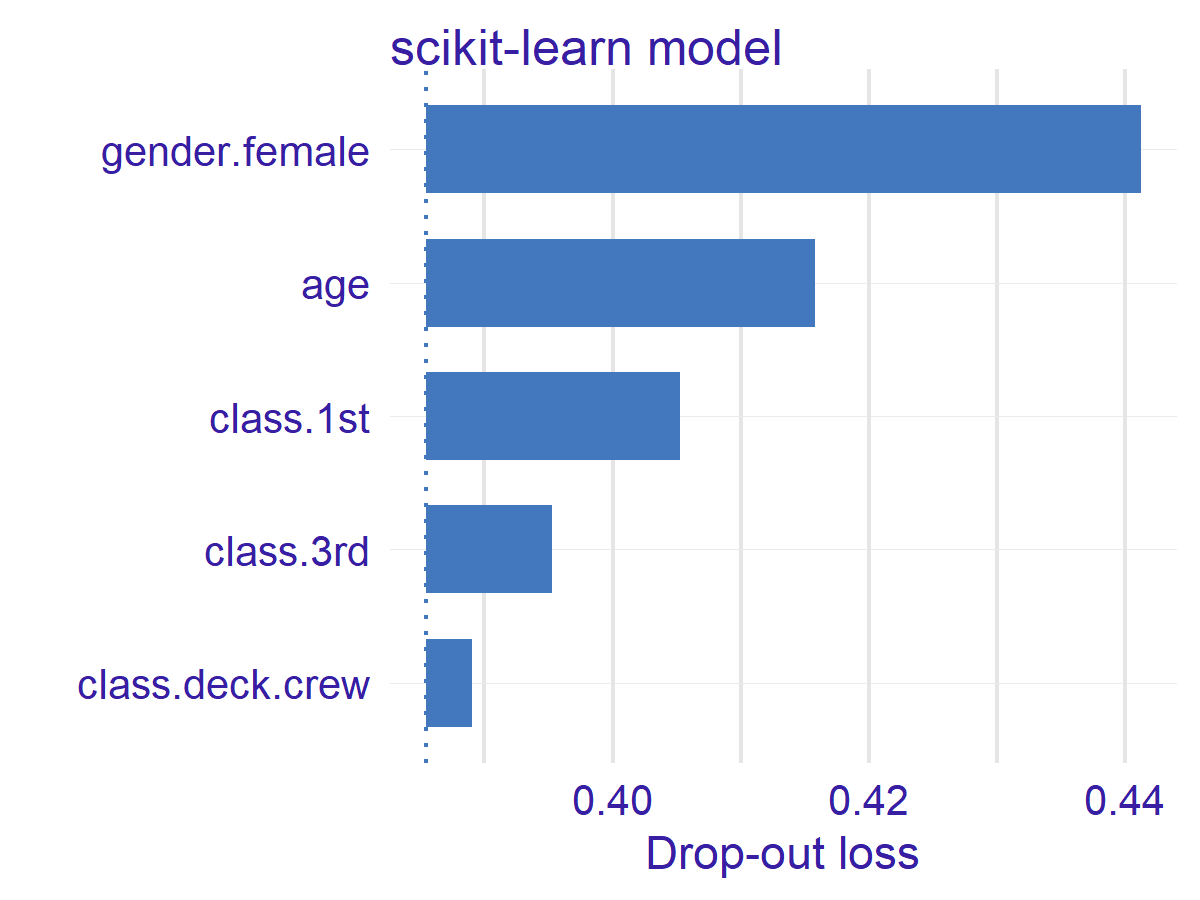 scikit-learn model
gender.female
age
class.1st
class.3rd
class.deck.crew
0.40 0.42 0.44
Drop-out loss